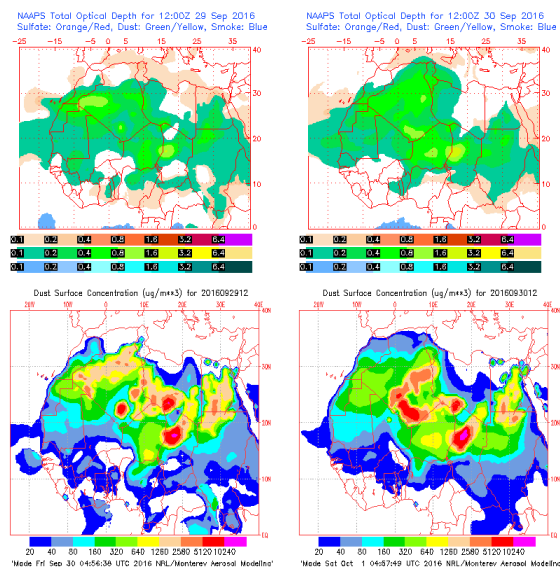 NAAPS Total Optical Depth for 12:00Z 29 Sep 2016
Sulfate: Orange/Red, Dust: Green/Yellow, Smoke: Blue
-25 -15 -5 0 5 15 25 35
40
30
20
10
0
0.1 0.2 0.4 0.8 1.6 3.2 6.4
0.1 0.2 0.4 0.8 1.6 3.2 6.4
0.1 0.2 0.4 0.8 1.6 3.2 6.4
NAAPS Total Optical Depth for 12:00Z 30 Sep 2016
Sulfate: Orange/Red, Dust: Green/Yellow, Smoke: Blue
-25 -15 -5 0 5 15 25 35
40
30
20
10
0
0.1 0.2 0.4 0.8 1.6 3.2 6.4
0.1 0.2 0.4 0.8 1.6 3.2 6.4
0.1 0.2 0.4 0.8 1.6 3.2 6.4
Dust Surface Concentration (ug/m**3) for 2016092912
20W 10W 0 10E 20E 30E 40E
40N
30N
20N
10N
EQ
20 40 80 160 320 640 1280 2560 5120 10240
'Made Fri Sep 30 04:56:38 UTC 2016 NRL/Monterey Aerosol Modeling
Dust Surface Concentration (ug/m**3) for 2016093012
20W 10W 0 10E 20E 30E 40E
40N
30N
20N
10N
EQ
20 40 80 160 320 640 1280 2560 5120 10240
'Made Sat Oct 1 04:57:49 UTC 2016 NRL/Monterey Aerosol Modeling